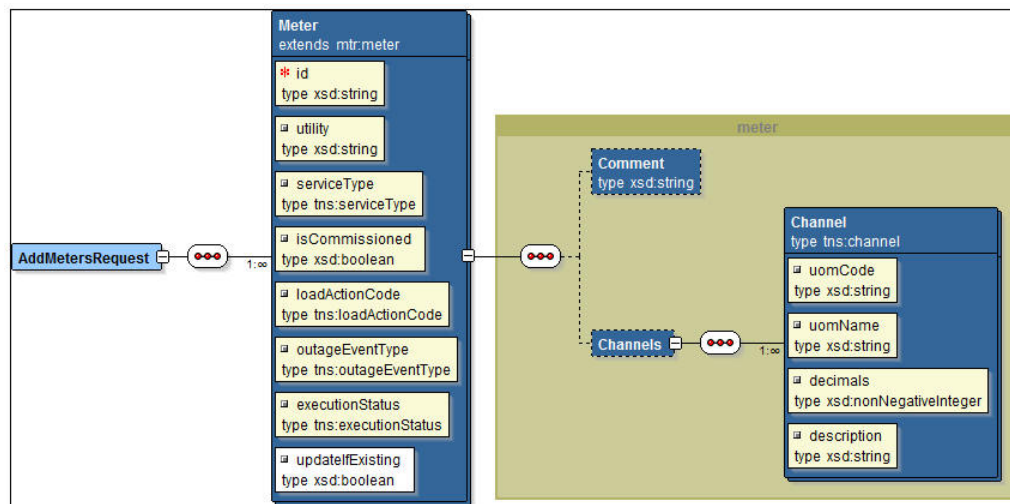 AddMetersRequest
1:∞
Meter
extends mtr:meter
* id
type xsd:string
utility
type xsd:string
serviceType
type tns:serviceType
isCommissioned
type xsd:boolean
loadActionCode
type tns:loadActionCode
outageEventType
type tns:outageEventType
executionStatus
type tns:executionStatus
updateIfExisting
type xsd:boolean
meter
Comment
type xsd:string
Channels
1:∞
Channel
type tns:channel
uomCode
type xsd:string
uomName
type xsd:string
decimals
type xsd:nonNegativeInteger
description
type xsd:string